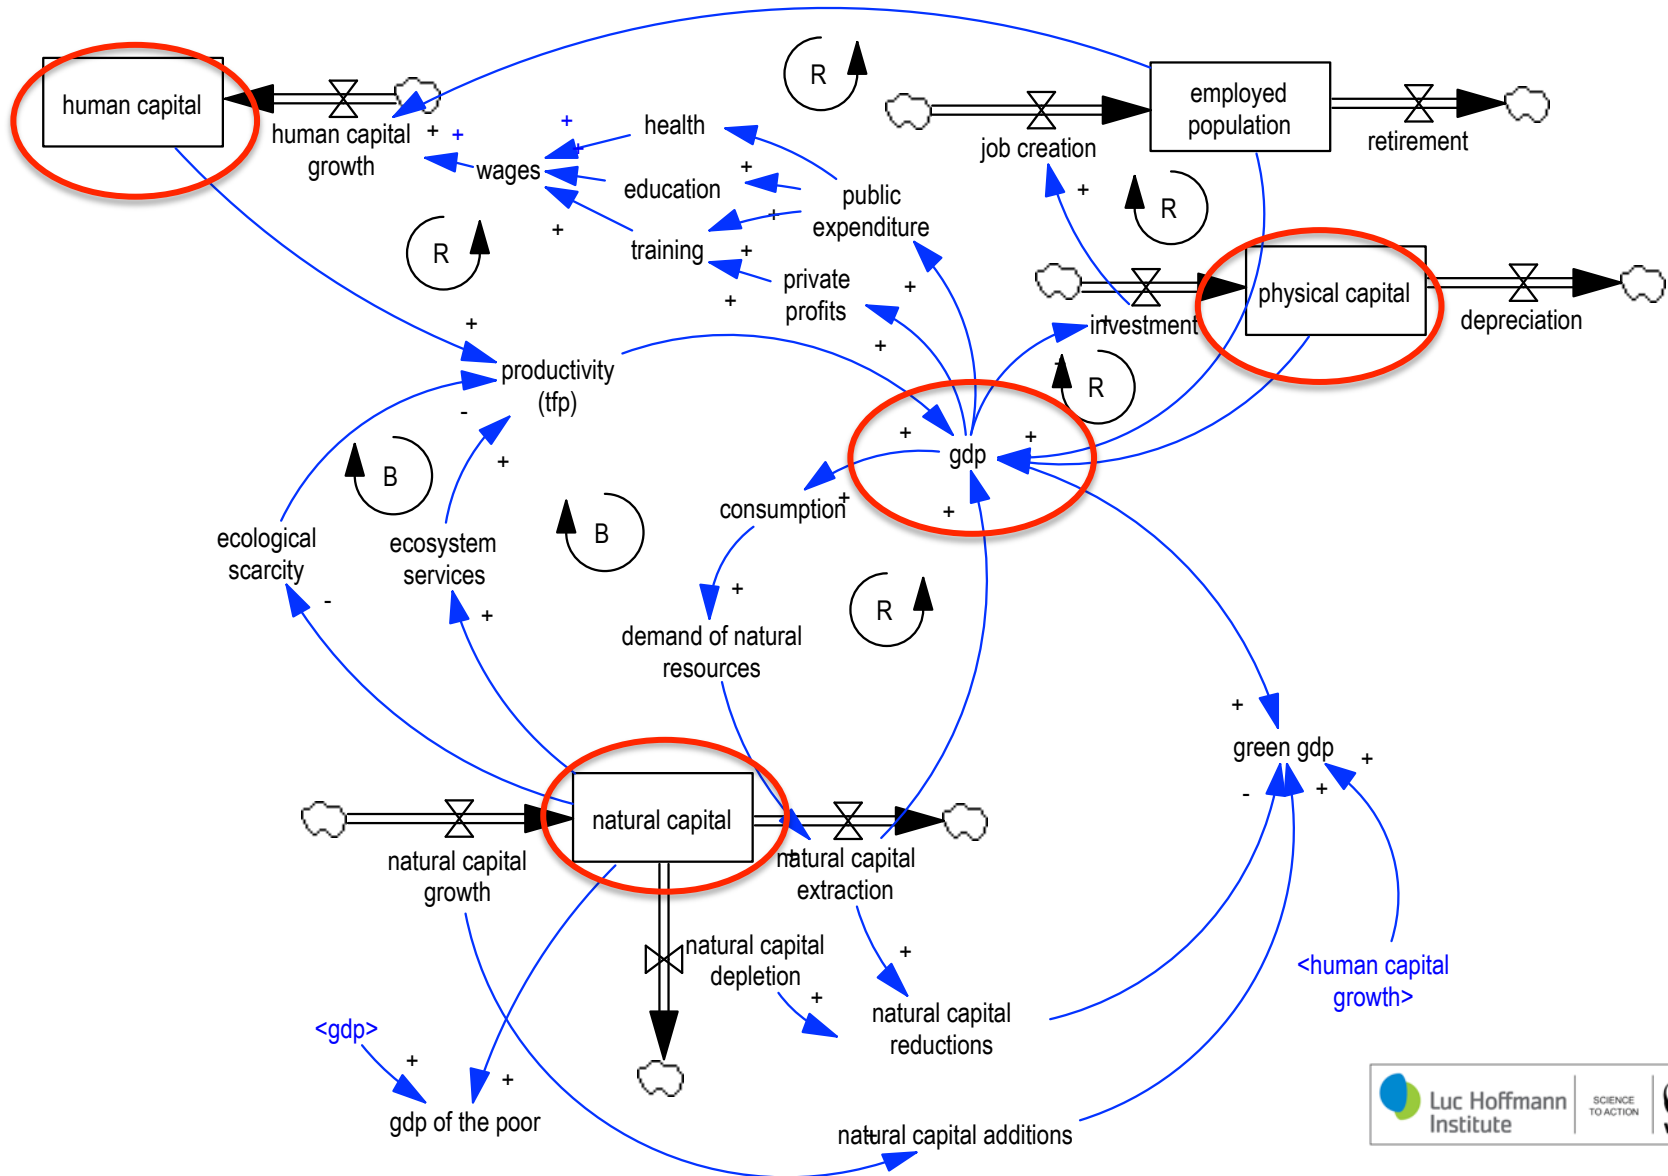 human capital
human capital
growth
R
employed
population
job creation
retirement
health
wages
education
training
public
expenditure
private
profits
R
R
investment
physical capital
depreciation
R
productivity
(tfp)
gdp
B
B
R
consumption
ecological
scarcity
ecosystem
services
demand of natural
resources
green gdp
natural capital
natural capital
growth
natural capital
extraction
natural capital
depletion
natural capital
reductions
<human capital
growth>
<gdp>
gdp of the poor
natural capital additions
Luc Hoffmann
Institute
SCIENCE
TO ACTION